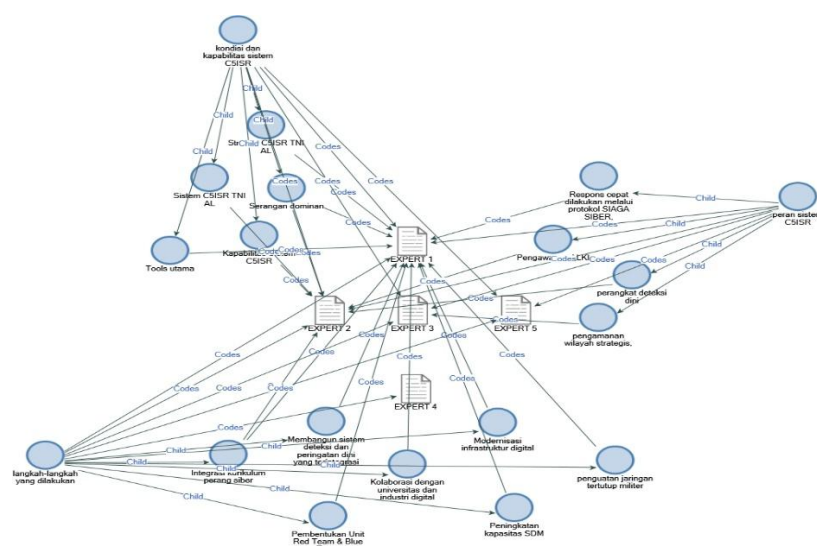 kondisi dan
kapabilitas sistem
C5ISR
Child
Child
Child
Child
C5ISR TNI
AL
Codes
Codes
Codes
Codes
Codes
Sistem C5ISR TNI
AL
Serangan dominan
Codes
Tools utama
C5ISR
Codes
Codes
Respons cepat
dilakukan melalui
protokol SIAGA
SIBER.
Child
peran sistem
C5ISR
Codes
Codes
Child
Child
Child
EXPERT 1
Codes
Codes
Codes
perangkat deteksi
dini
Codes
EXPERT 2
EXPERT 3
EXPERT 5
Codes
pengamanan
wilayah strategis,
Codes
Codes
Codes
Codes
Codes
Codes
Codes
Codes
Codes
Codes
Codes
EXPERT 4
Codes
langkah-langkah
yang dilakukan
Child
Child
Child
Child
Child
Child
Membangun sistem
deteksi dan
peringatan dini
Integrasi kurikulum
perang siber
Kolaborasi dengan
universitas dan
industri digital
Modernisasi
infrastruktur digital
penguatan jaringan
tertutup militer
Pembentukan Unit
Red Team & Blue
Peningkatan
kapasitas SDM